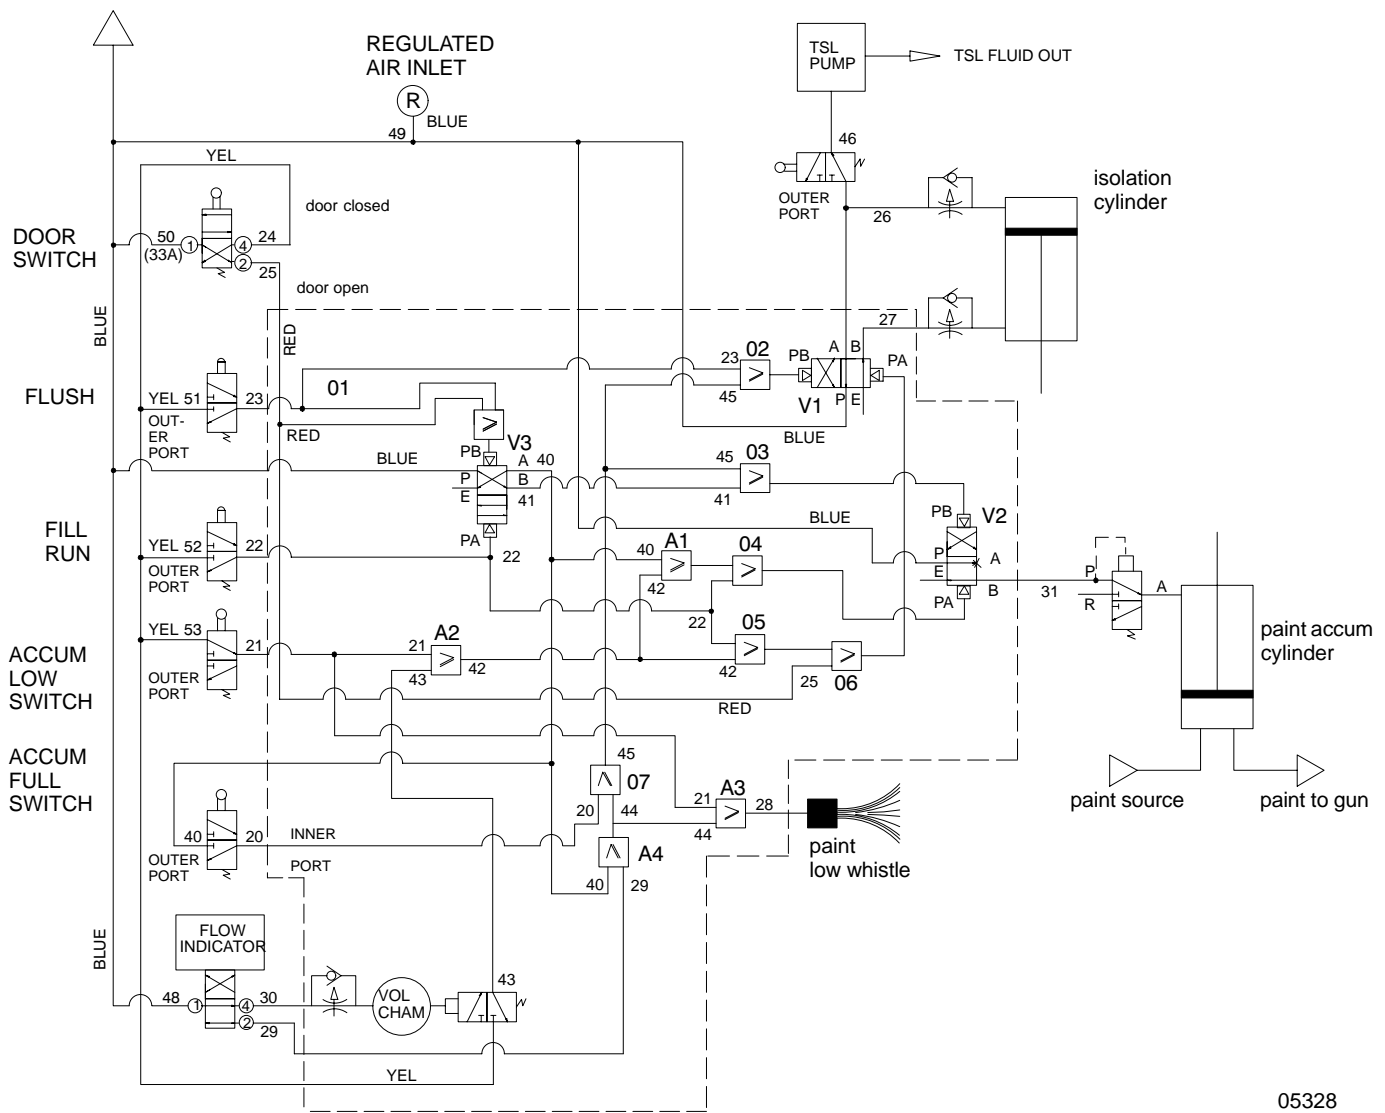 REGULATED
AIR INLET
R
BLUE
49
TSL
PUMP
TSL FLUID OUT
46
YEL
OUTER
PORT
26
isolation
cylinder
door closed
DOOR
SWITCH
50
(33A)
1
4
24
2
25
door open
27
BLUE
RED
FLUSH
YEL 51
23
OUT-
ER
PORT
01
RED
23
02
45
PB
A
B
PA
V1
P
E
BLUE
V3
PB
BLUE
A
40
P
B
E
41
PA
45
03
41
BLUE
PB
V2
P
A
E
B
PA
FILL
RUN
YEL 52
22
OUTER
PORT
22
40
A1
42
04
22
31
P
R
A
paint accum
cylinder
ACCUM
LOW
SWITCH
YEL 53
21
OUTER
PORT
21
A2
43
42
05
42
25
06
RED
ACCUM
FULL
SWITCH
45
07
20
44
21
A3
28
44
paint
low whistle
paint source
paint to gun
40
20
INNER
OUTER
PORT
PORT
A4
40
29
FLOW
INDICATOR
BLUE
48
1
4
30
2
29
VOL
CHAM
43
YEL
05328